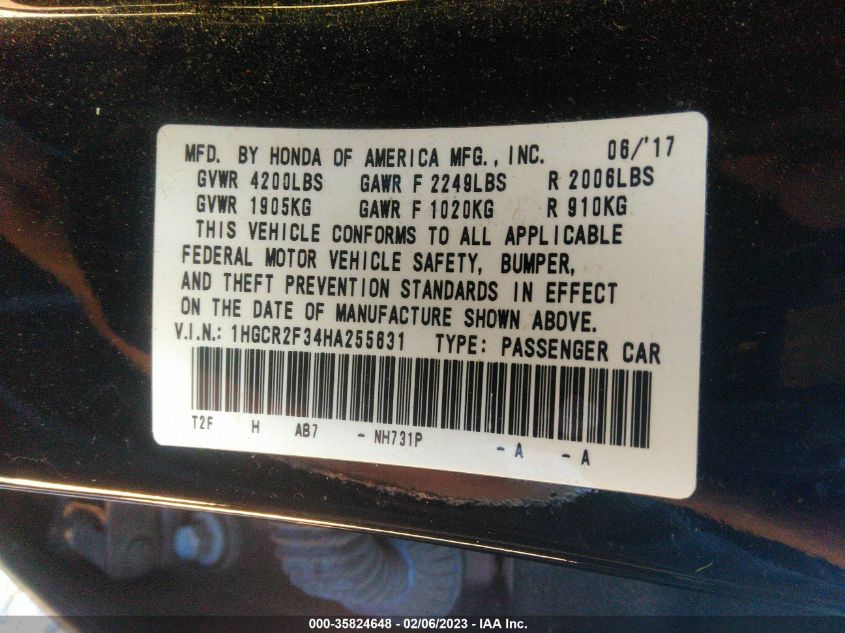 MFD. BY HONDA OF AMERICA MFG., INC. 06/'17
GVWR 4200LBS GAWR F 2249LBS R 2006LBS
GVWR 1905KG GAWR F 1020KG R 910KG
THIS VEHICLE CONFORMS TO ALL APPLICABLE
FEDERAL MOTOR VEHICLE SAFETY, BUMPER,
AND THEFT PREVENTION STANDARDS IN EFFECT
ON THE DATE OF MANUFACTURE SHOWN ABOVE.
V.I.N.: 1HGCR2F34HA255631 TYPE: PASSENGER CAR
T2F H AB7 - NH731P - A - A
000-35824648 - 02/06/2023 - IAA Inc.